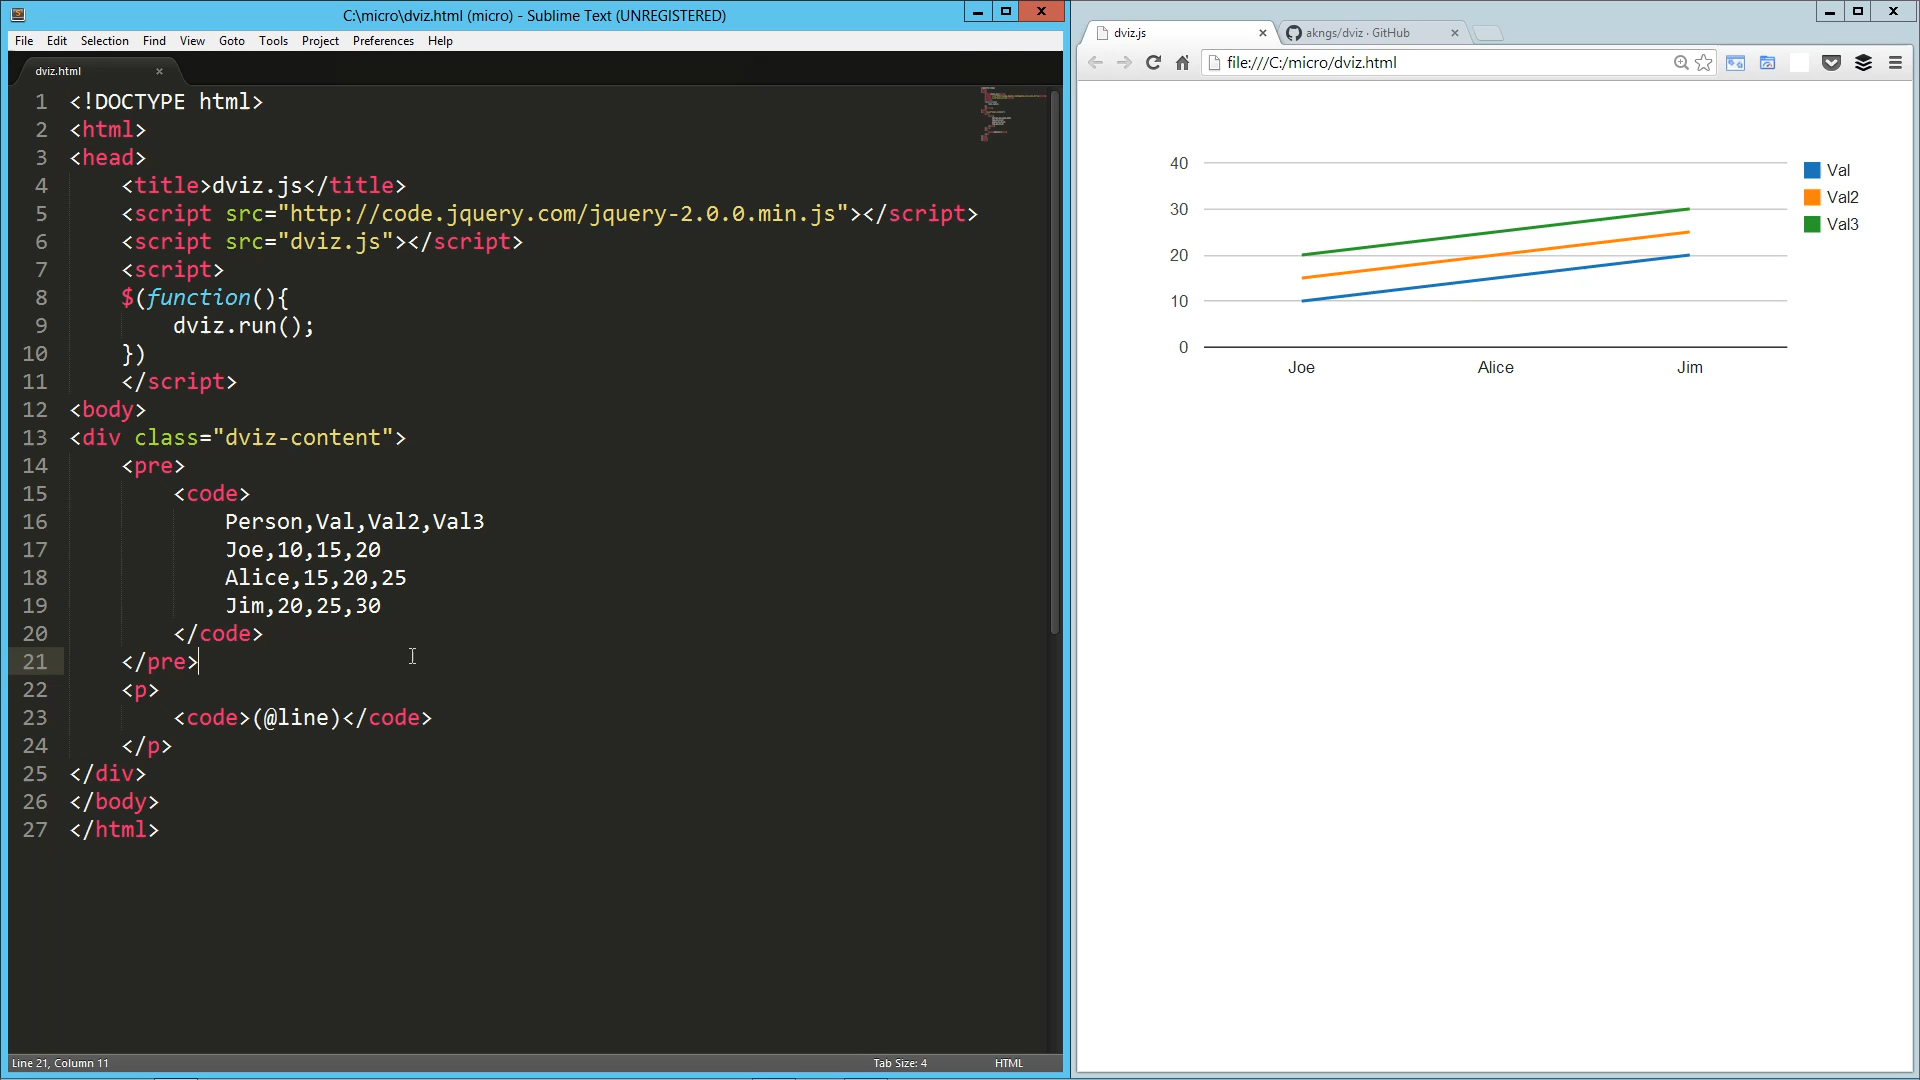 C:\micro\dviz.html (micro) - Sublime Text (UNREGISTERED)
File Edit Selection Find View Goto Tools Project Preferences Help
dviz.html
1 <!DOCTYPE html>
2 <html>
3 <head>
4 <title>dviz.js</title>
5 <script src="http://code.jquery.com/jquery-2.0.0.min.js"></script>
6 <script src="dviz.js"></script>
7 <script>
8 $(function(){
9 dviz.run();
10 })
11 </script>
12 <body>
13 <div class="dviz-content">
14 <pre>
15 <code>
16 Person,Val,Val2,Val3
17 Joe,10,15,20
18 Alice,15,20,25
19 Jim,20,25,30
20 </code>
21 </pre>
22 <p>
23 <code>(@line)</code>
24 </p>
25 </div>
26 </body>
27 </html>
Line 21, Column 11
Tab Size: 4
HTML
dviz.js
akngs/dviz · GitHub
file:///C:/micro/dviz.html
40
30
20
10
0
Joe Alice Jim
Val
Val2
Val3